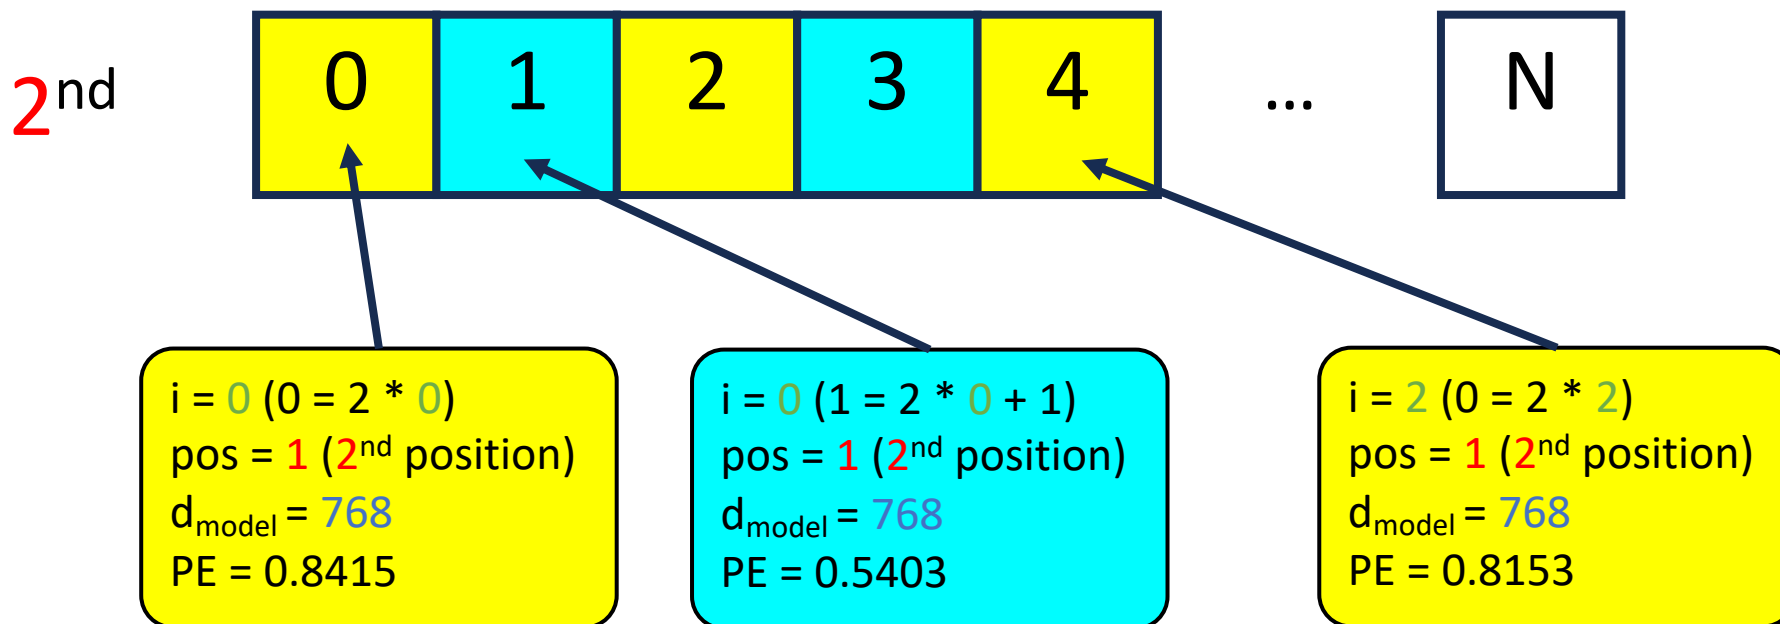 2nd 0 1 2 3 4 ... N
i = 0 (0 = 2 * 0)
pos = 1 (2nd position)
dmodel = 768
PE = 0.8415
i = 0 (1 = 2 * 0 + 1)
pos = 1 (2nd position)
dmodel = 768
PE = 0.5403
i = 2 (0 = 2 * 2)
pos = 1 (2nd position)
dmodel = 768
PE = 0.8153